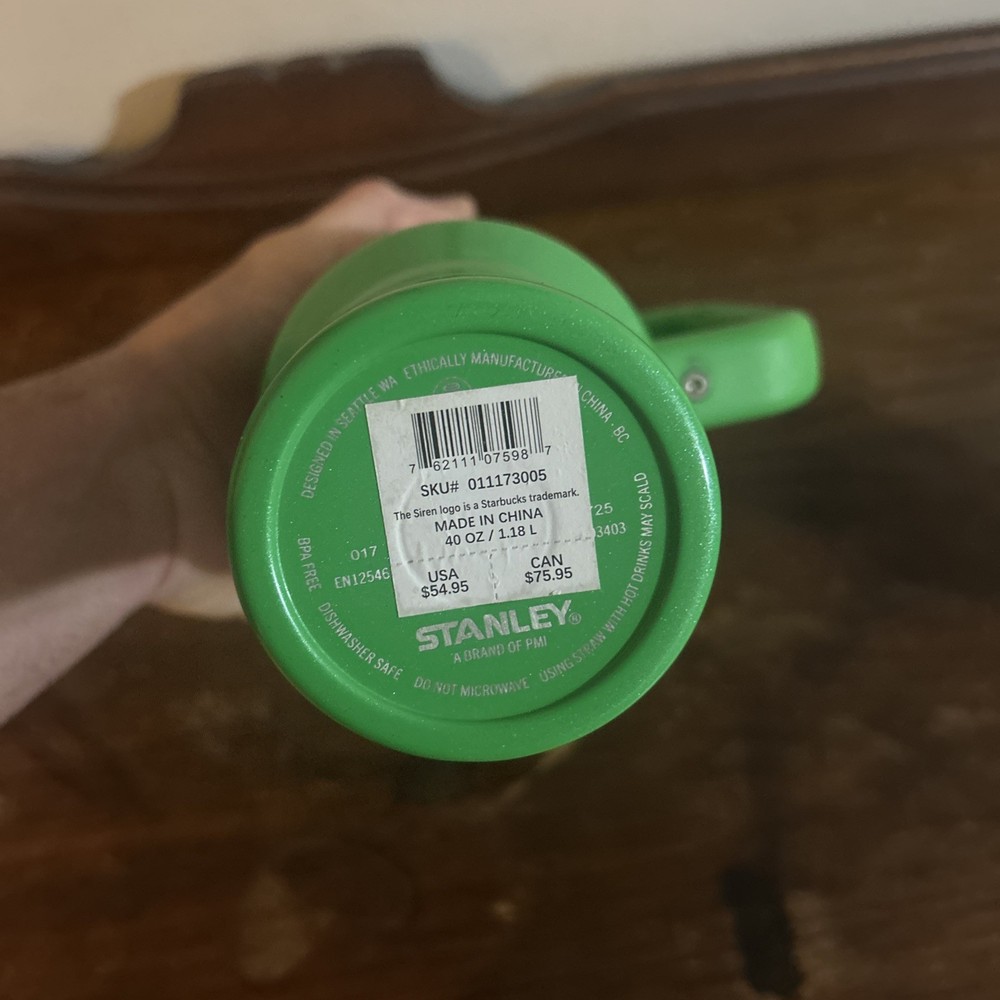 DESIGNED IN SEATTLE WA
ETHICALLY MANUFACTURED CHINA · BC
7 62111 07598 7
SKU# 011173005
The Siren logo is a Starbucks trademark.
MADE IN CHINA
40 OZ / 1.18 L
USA
$54.95
CAN
$75.95
017
725
EN12546
3403
STANLEY®
A BRAND OF PMI
BPA FREE
DISHWASHER SAFE
DO NOT MICROWAVE
USING STRAW WITH HOT DRINKS MAY SCALD